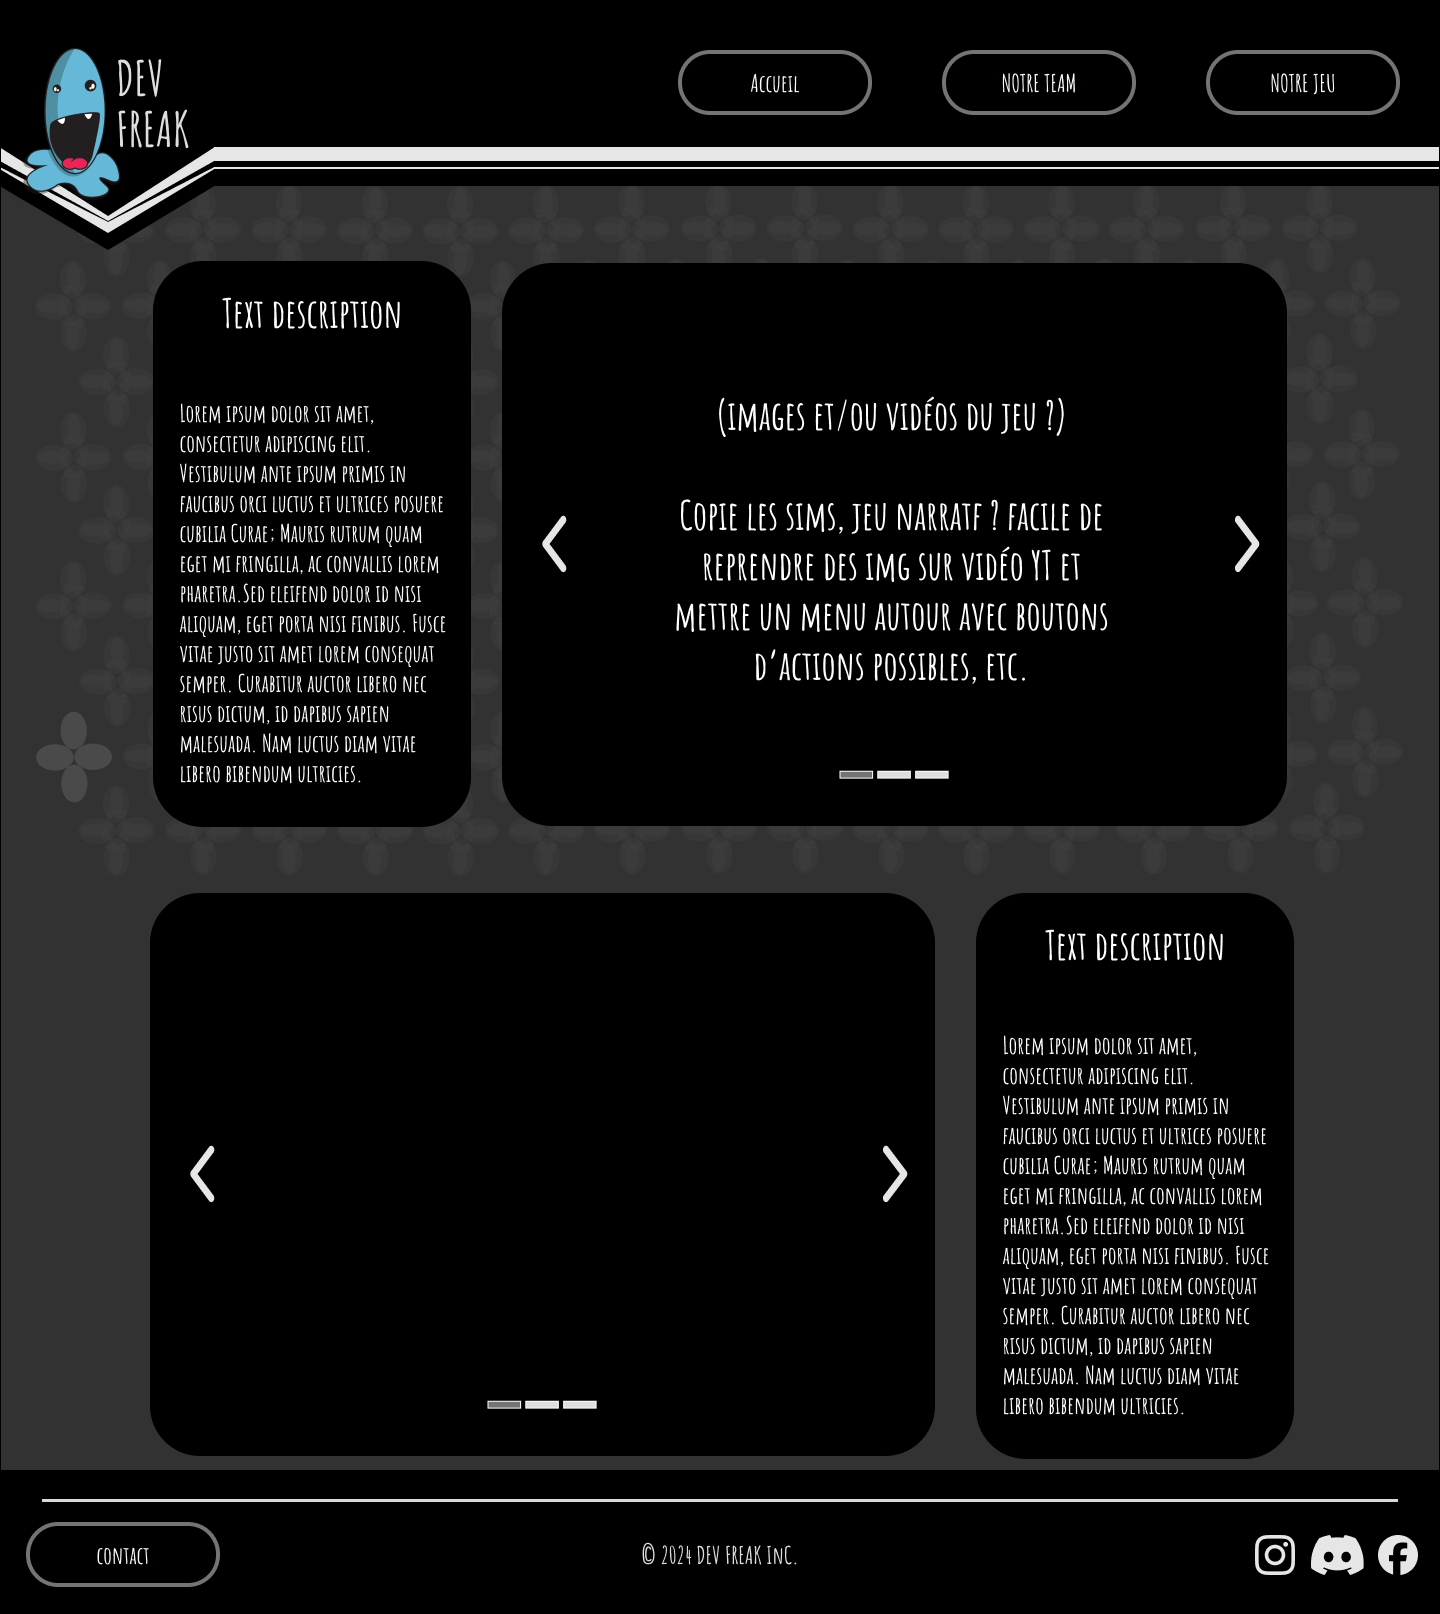 DEV
FREAK
Accueil
NOTRE TEAM
NOTRE JEU
Text description
Lorem ipsum dolor sit amet,
consectetur adipiscing elit.
Vestibulum ante ipsum primis in
faucibus orci luctus et ultrices posuere
cubilia Curae; Mauris rutrum quam
eget mi fringilla, ac convallis lorem
pharetra.Sed eleifend dolor id nisi
aliquam, eget porta nisi finibus. Fusce
vitae justo sit amet lorem consequat
semper. Curabitur auctor libero nec
risus dictum, id dapibus sapien
malesuada. Nam luctus diam vitae
libero bibendum ultricies.
(images et/ou vidéos du jeu ?)
Copie les sims, jeu narratf ? facile de
reprendre des img sur vidéo YT et
mettre un menu autour avec boutons
d’actions possibles, etc.
Text description
Lorem ipsum dolor sit amet,
consectetur adipiscing elit.
Vestibulum ante ipsum primis in
faucibus orci luctus et ultrices posuere
cubilia Curae; Mauris rutrum quam
eget mi fringilla, ac convallis lorem
pharetra.Sed eleifend dolor id nisi
aliquam, eget porta nisi finibus. Fusce
vitae justo sit amet lorem consequat
semper. Curabitur auctor libero nec
risus dictum, id dapibus sapien
malesuada. Nam luctus diam vitae
libero bibendum ultricies.
contact
© 2024 DEV FREAK InC.